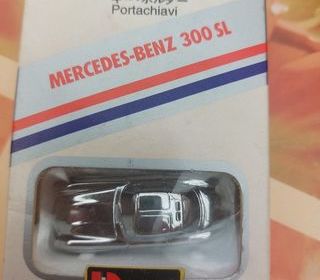 Portachiavi
MERCEDES-BENZ 300 SL